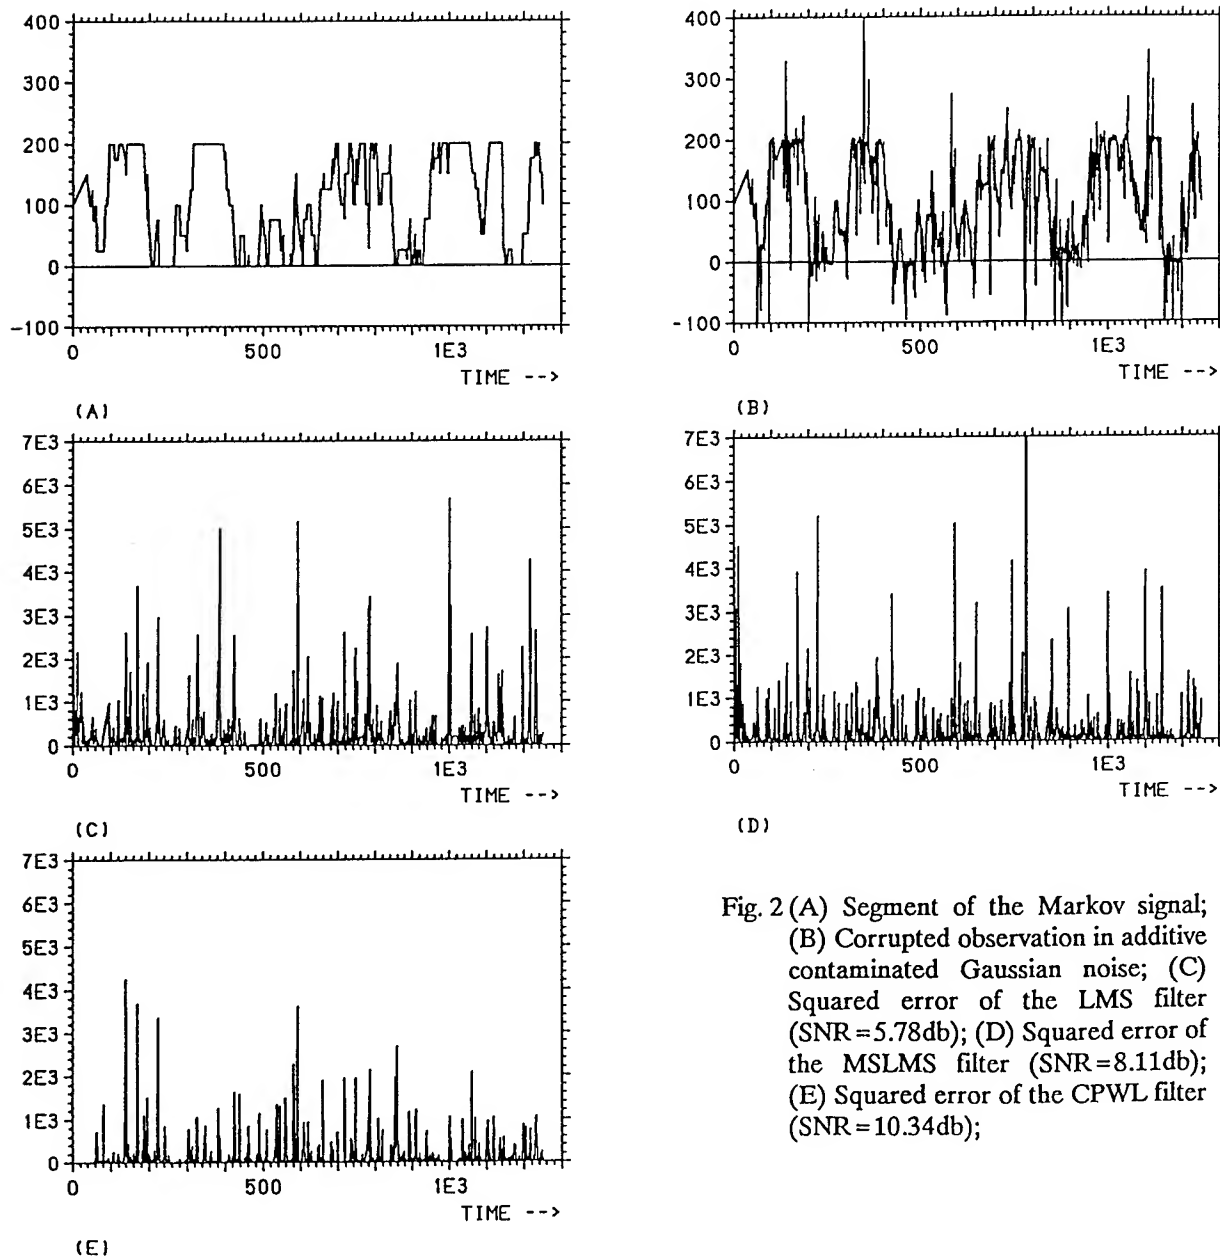 400
300
200
100
0
-100
0 500 1E3
TIME -->
(A)
400
300
200
100
0
-100
0 500 1E3
TIME -->
(B)
7E3
6E3
5E3
4E3
3E3
2E3
1E3
0
0 500 1E3
TIME -->
(C)
7E3
6E3
5E3
4E3
3E3
2E3
1E3
0
0 500 1E3
TIME -->
(D)
7E3
6E3
5E3
4E3
3E3
2E3
1E3
0
0 500 1E3
TIME -->
(E)
Fig. 2 (A) Segment of the Markov signal;
(B) Corrupted observation in additive
contaminated Gaussian noise; (C)
Squared error of the LMS filter
(SNR=5.78db); (D) Squared error of
the MSLMS filter (SNR=8.11db);
(E) Squared error of the CPWL filter
(SNR=10.34db);